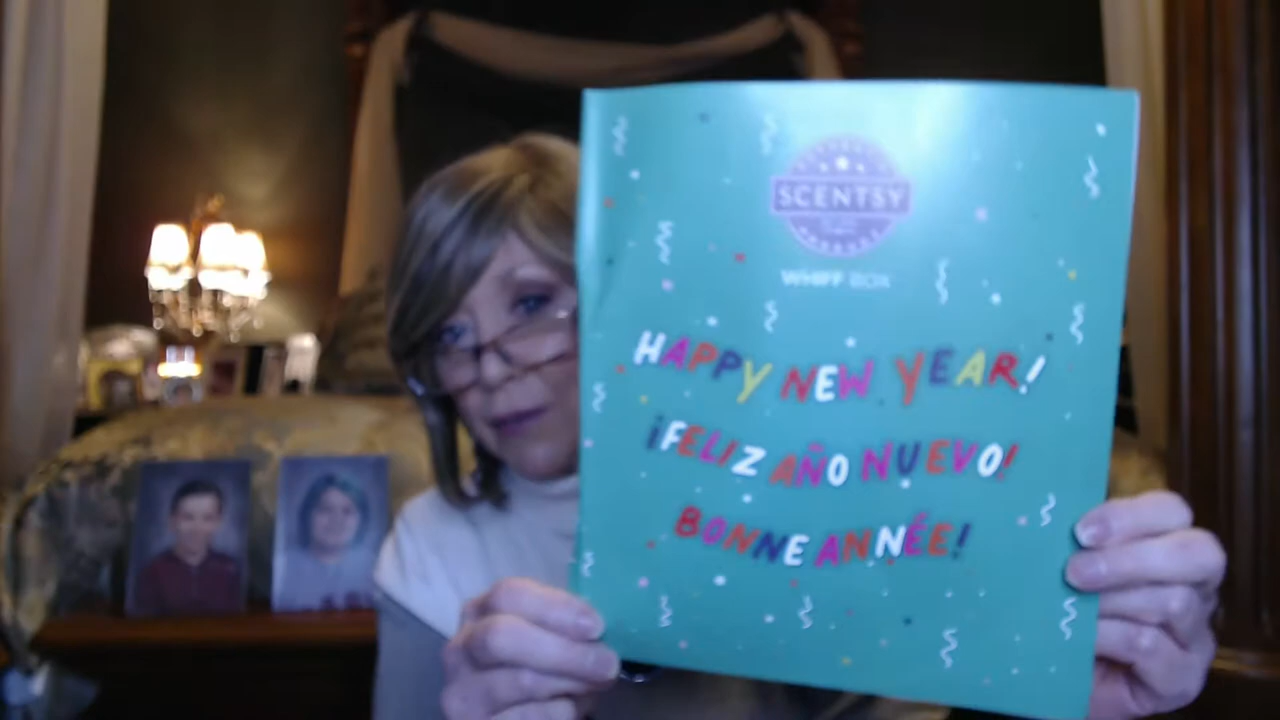 SCENTSY
WHIFF BOX
HAPPY NEW YEAR!
¡FELIZ AÑO NUEVO!
BONNE ANNÉE!